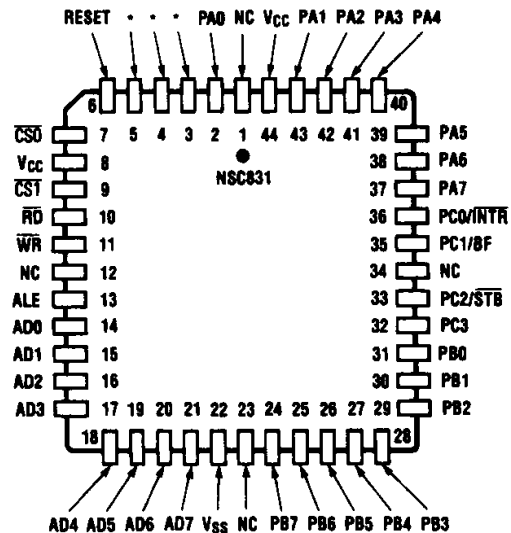 RESET * * * PA0 NC VCC PA1 PA2 PA3 PA4
6 40
CS0 7 5 4 3 2 1 44 43 42 41 39 PA5
VCC 8 38 PA6
NSC831
CS1 9 37 PA7
RD 10 36 PC0/INTR
WR 11 35 PC1/BF
NC 12 34 NC
ALE 13 33 PC2/STB
AD0 14 32 PC3
AD1 15 31 PB0
AD2 16 30 PB1
AD3 17 19 20 21 22 23 24 25 26 27 29 PB2
18 28
AD4 AD5 AD6 AD7 VSS NC PB7 PB6 PB5 PB4 PB3